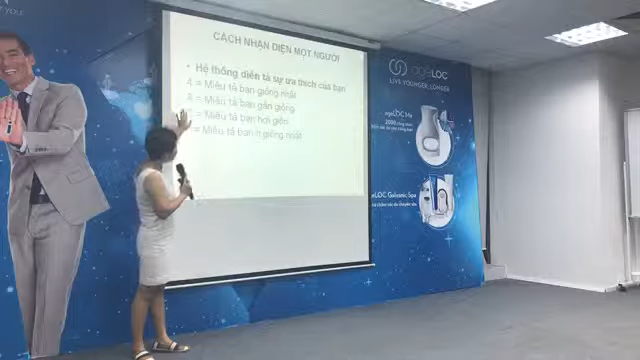 CÁCH NHẬN DIỆN MỘT NGƯỜI
• Hệ thống diễn tả sự ưa thích của bạn
4 = Miêu tả bạn giống nhất
= Miêu tả bạn gần giống
= Miêu tả bạn hơi giống
= Miêu tả bạn ít giống nhất
ageLOC
LIVE YOUNGER, LONGER
ageLOC Me
ageLOC Galvanic Spa